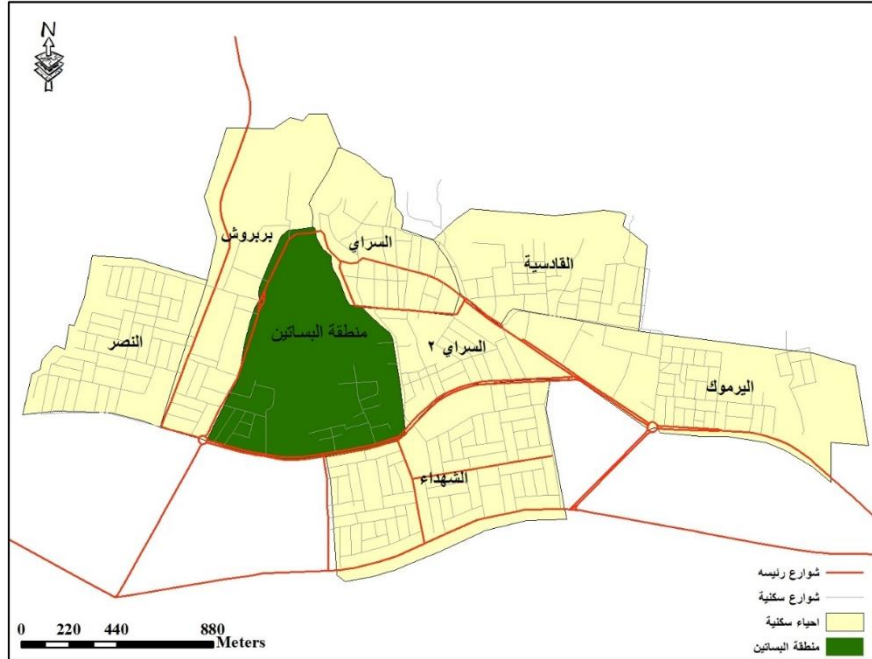 N
بربروش
السراي
القادسية
النصر
منطقة البساتين
السراي ٢
اليرموك
الشهداء
شوارع رئيسه
شوارع سكنية
احياء سكنية
منطقة البساتين
0 220 440 880
Meters